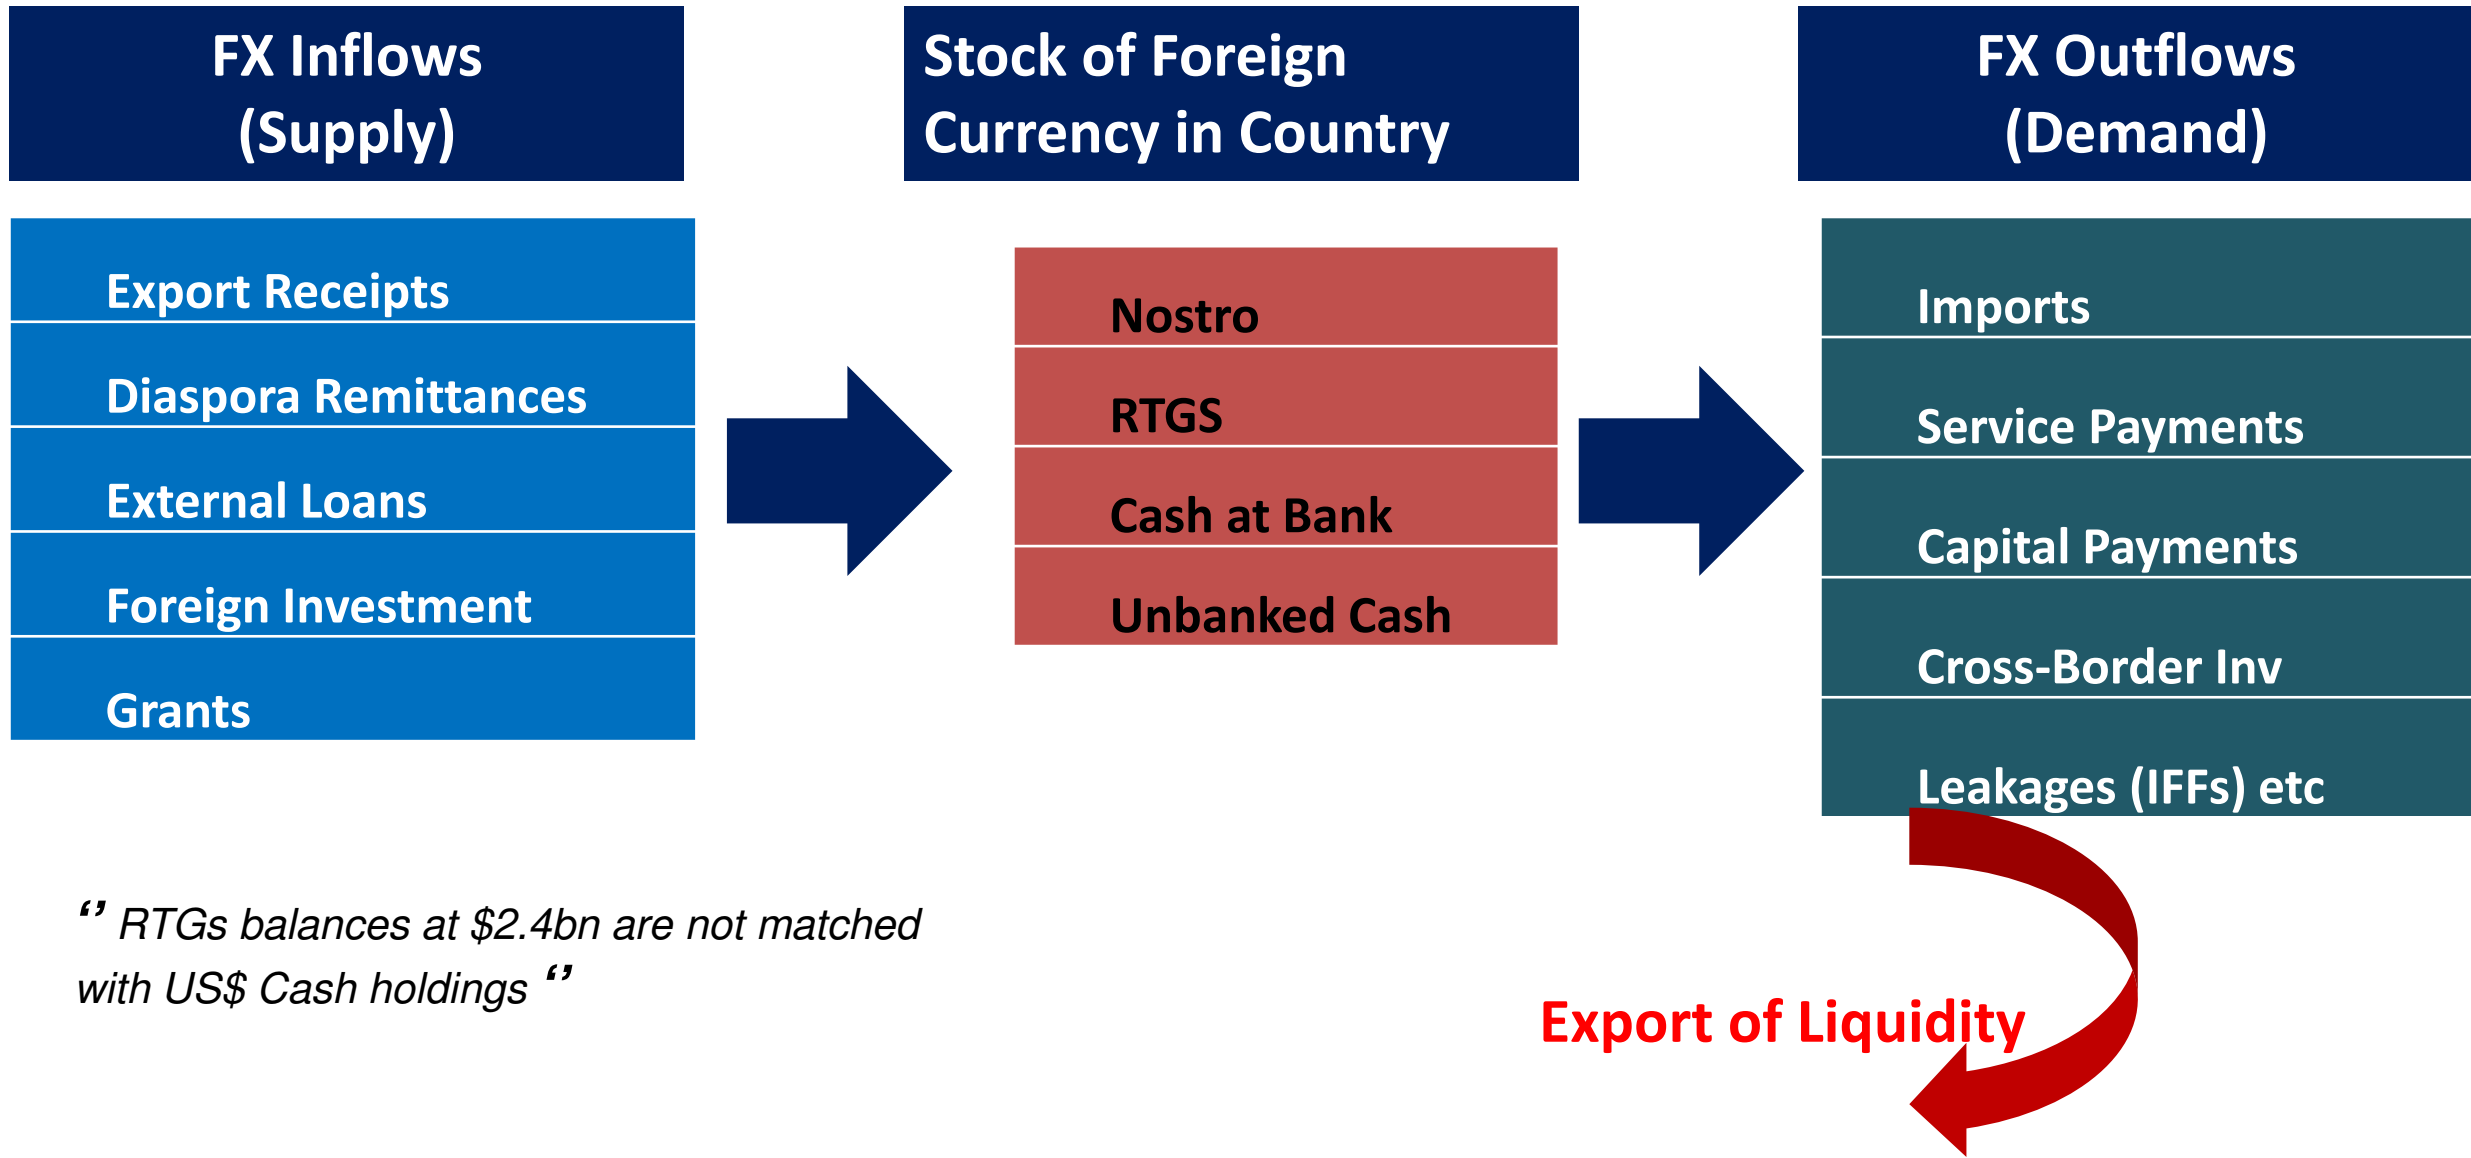 FX Inflows
(Supply)
Stock of Foreign
Currency in Country
FX Outflows
(Demand)
Export Receipts
Diaspora Remittances
External Loans
Foreign Investment
Grants
Nostro
RTGS
Cash at Bank
Unbanked Cash
Imports
Service Payments
Capital Payments
Cross-Border Inv
Leakages (IFFs) etc
‘’ RTGs balances at $2.4bn are not matched
with US$ Cash holdings ‘’
Export of Liquidity